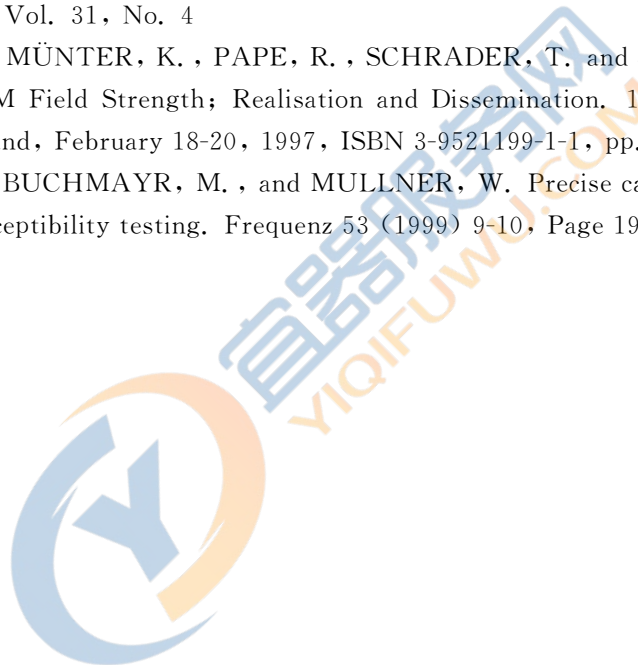 Vol. 31, No. 4
MÜNTER, K., PAPE, R., SCHRADER, T. and
M Field Strength; Realisation and Dissemination. 1
and, February 18-20, 1997, ISBN 3-9521199-1-1, pp.
BUCHMAYR, M., and MULLNER, W. Precise ca
ceptibility testing. Frequenz 53 (1999) 9-10, Page 19
仪器服务网
YIQIFUWU.COM